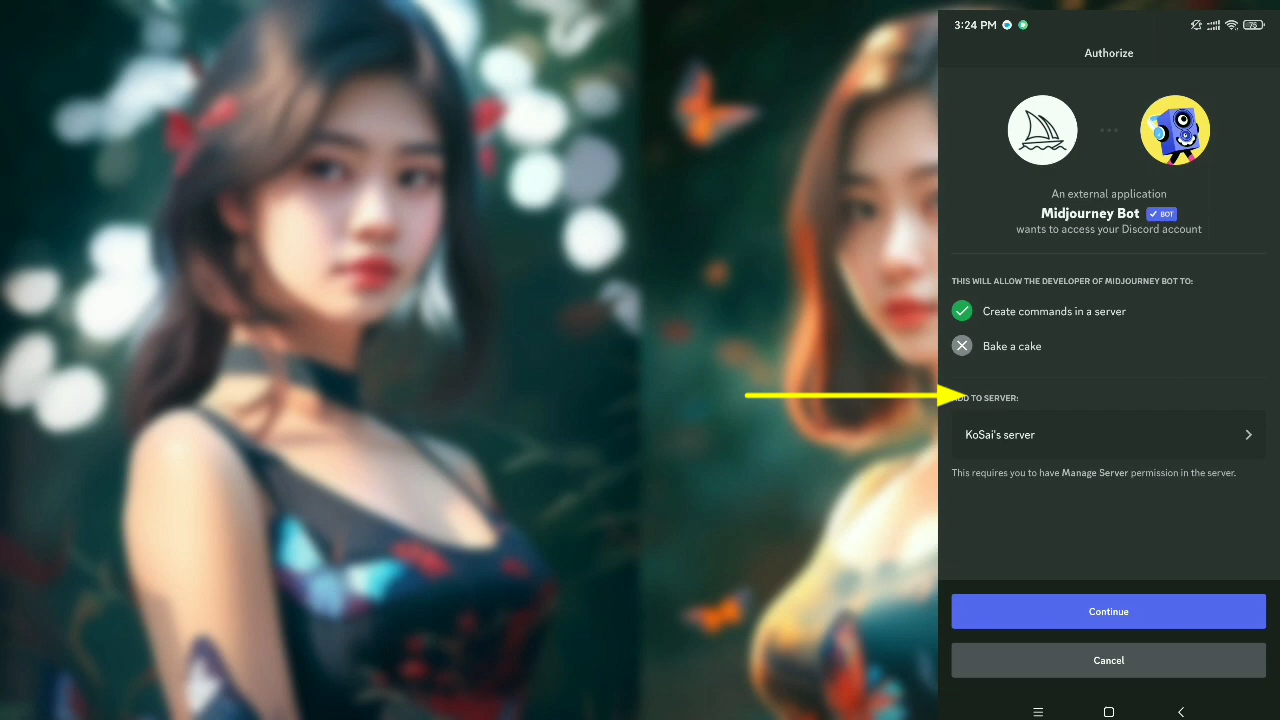 3:24 PM
75
Authorize
An external application
Midjourney Bot BOT
wants to access your Discord account
THIS WILL ALLOW THE DEVELOPER OF MIDJOURNEY BOT TO:
Create commands in a server
Bake a cake
ADD TO SERVER:
KoSai's server
This requires you to have Manage Server permission in the server.
Continue
Cancel